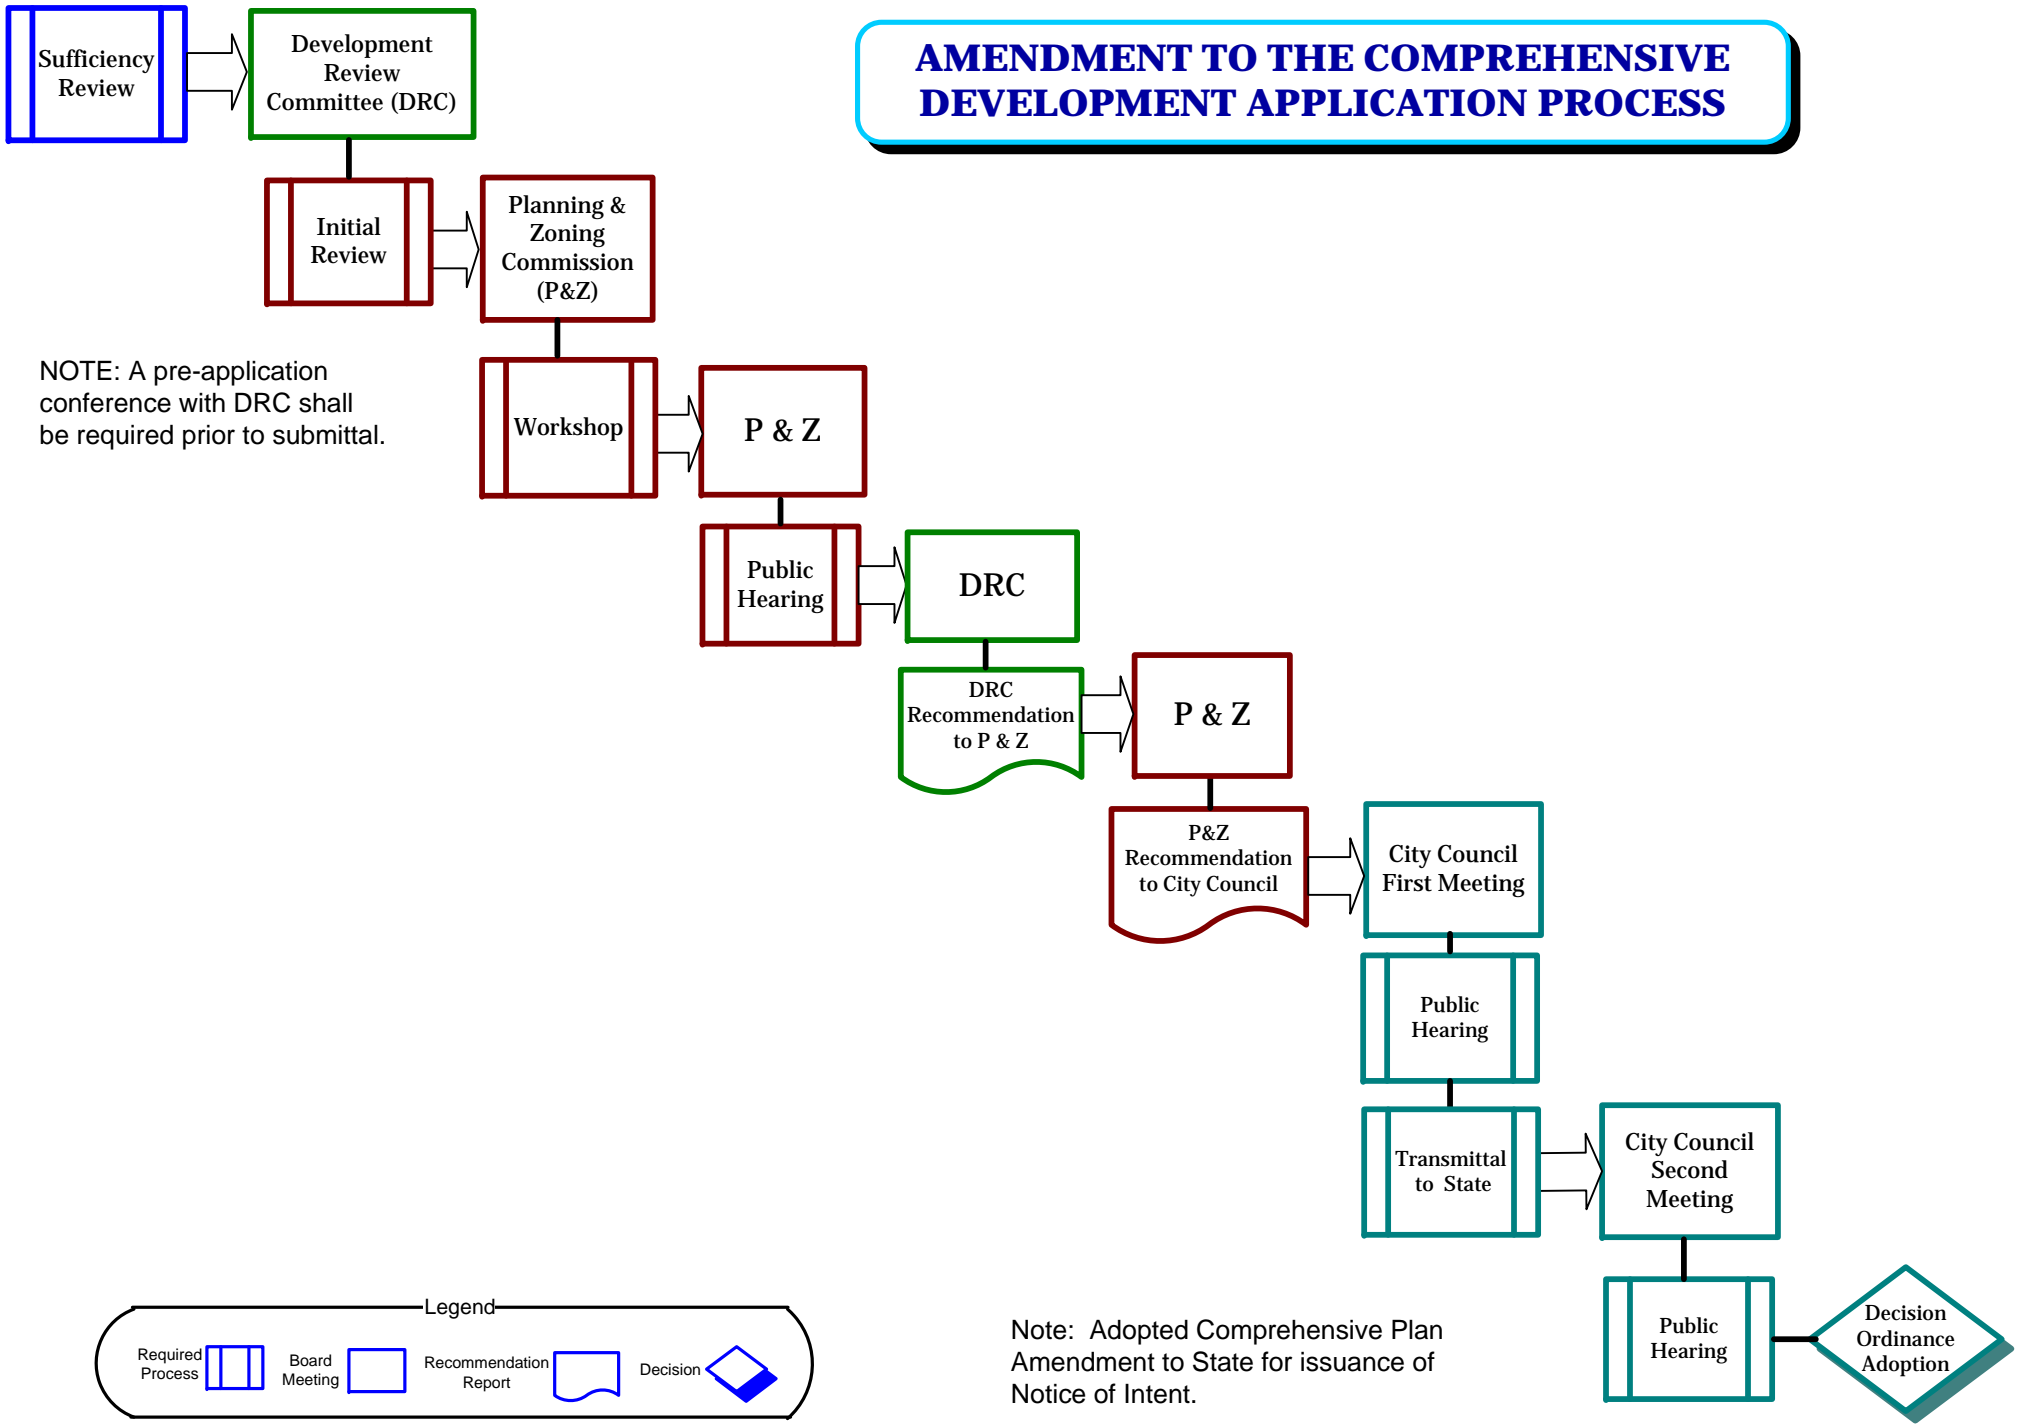 AMENDMENT TO THE COMPREHENSIVE
DEVELOPMENT APPLICATION PROCESS
Sufficiency
Review
Development
Review
Committee (DRC)
Initial
Review
Planning &
Zoning
Commission
(P&Z)
NOTE: A pre-application
conference with DRC shall
be required prior to submittal.
Workshop
P & Z
Public
Hearing
DRC
DRC
Recommendation
to P & Z
P & Z
P&Z
Recommendation
to City Council
City Council
First Meeting
Public
Hearing
Transmittal
to State
City Council
Second
Meeting
Public
Hearing
Decision
Ordinance
Adoption
Legend
Required
Process
Board
Meeting
Recommendation
Report
Decision
Note: Adopted Comprehensive Plan
Amendment to State for issuance of
Notice of Intent.